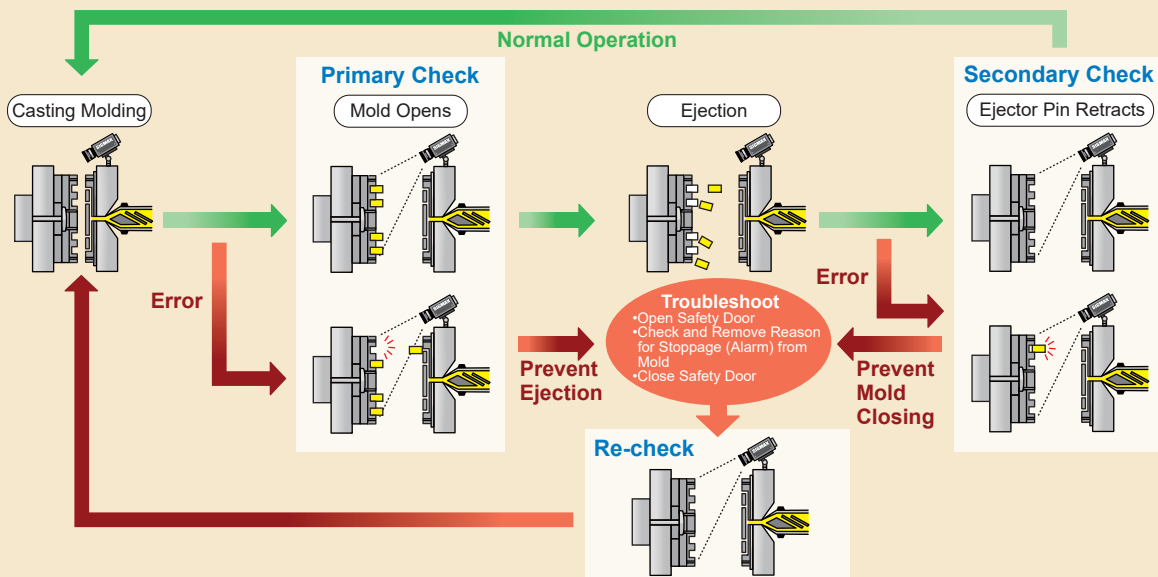 Normal Operation
Primary Check
Secondary Check
Casting Molding
Mold Opens
Ejection
Ejector Pin Retracts
Error
Error
Troubleshoot
•Open Safety Door
•Check and Remove Reason
for Stoppage (Alarm) from
Mold
•Close Safety Door
Prevent
Ejection
Prevent
Mold
Closing
Re-check